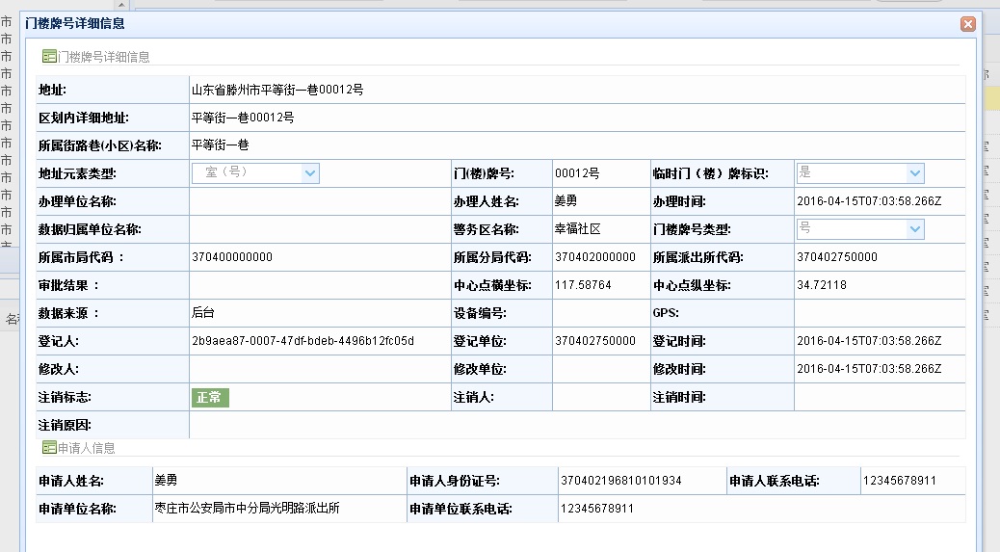 门楼牌号详细信息
门楼牌号详细信息
地址: 山东省滕州市平等街一巷00012号
区划内详细地址: 平等街一巷00012号
所属街路巷(小区)名称: 平等街一巷
地址元素类型: 室（号） 门(楼)牌号: 00012号 临时门（楼）牌标识: 是
办理单位名称: 办理人姓名: 姜勇 办理时间: 2016-04-15T07:03:58.266Z
数据归属单位名称: 警务区名称: 幸福社区 门楼牌号类型: 号
所属市局代码 : 370400000000 所属分局代码: 370402000000 所属派出所代码: 370402750000
审批结果 : 中心点横坐标: 117.58764 中心点纵坐标: 34.72118
数据来源 : 后台 设备编号: GPS:
登记人: 2b9aea87-0007-47df-bdeb-4496b12fc05d 登记单位: 370402750000 登记时间: 2016-04-15T07:03:58.266Z
修改人: 修改单位: 修改时间: 2016-04-15T07:03:58.266Z
注销标志: 正常 注销人: 注销时间:
注销原因:
申请人信息
申请人姓名: 姜勇 申请人身份证号: 370402196810101934 申请人联系电话: 12345678911
申请单位名称: 枣庄市公安局市中分局光明路派出所 申请单位联系电话: 12345678911
市
市
市
市
市
市
市
市
市
市
市
市
市